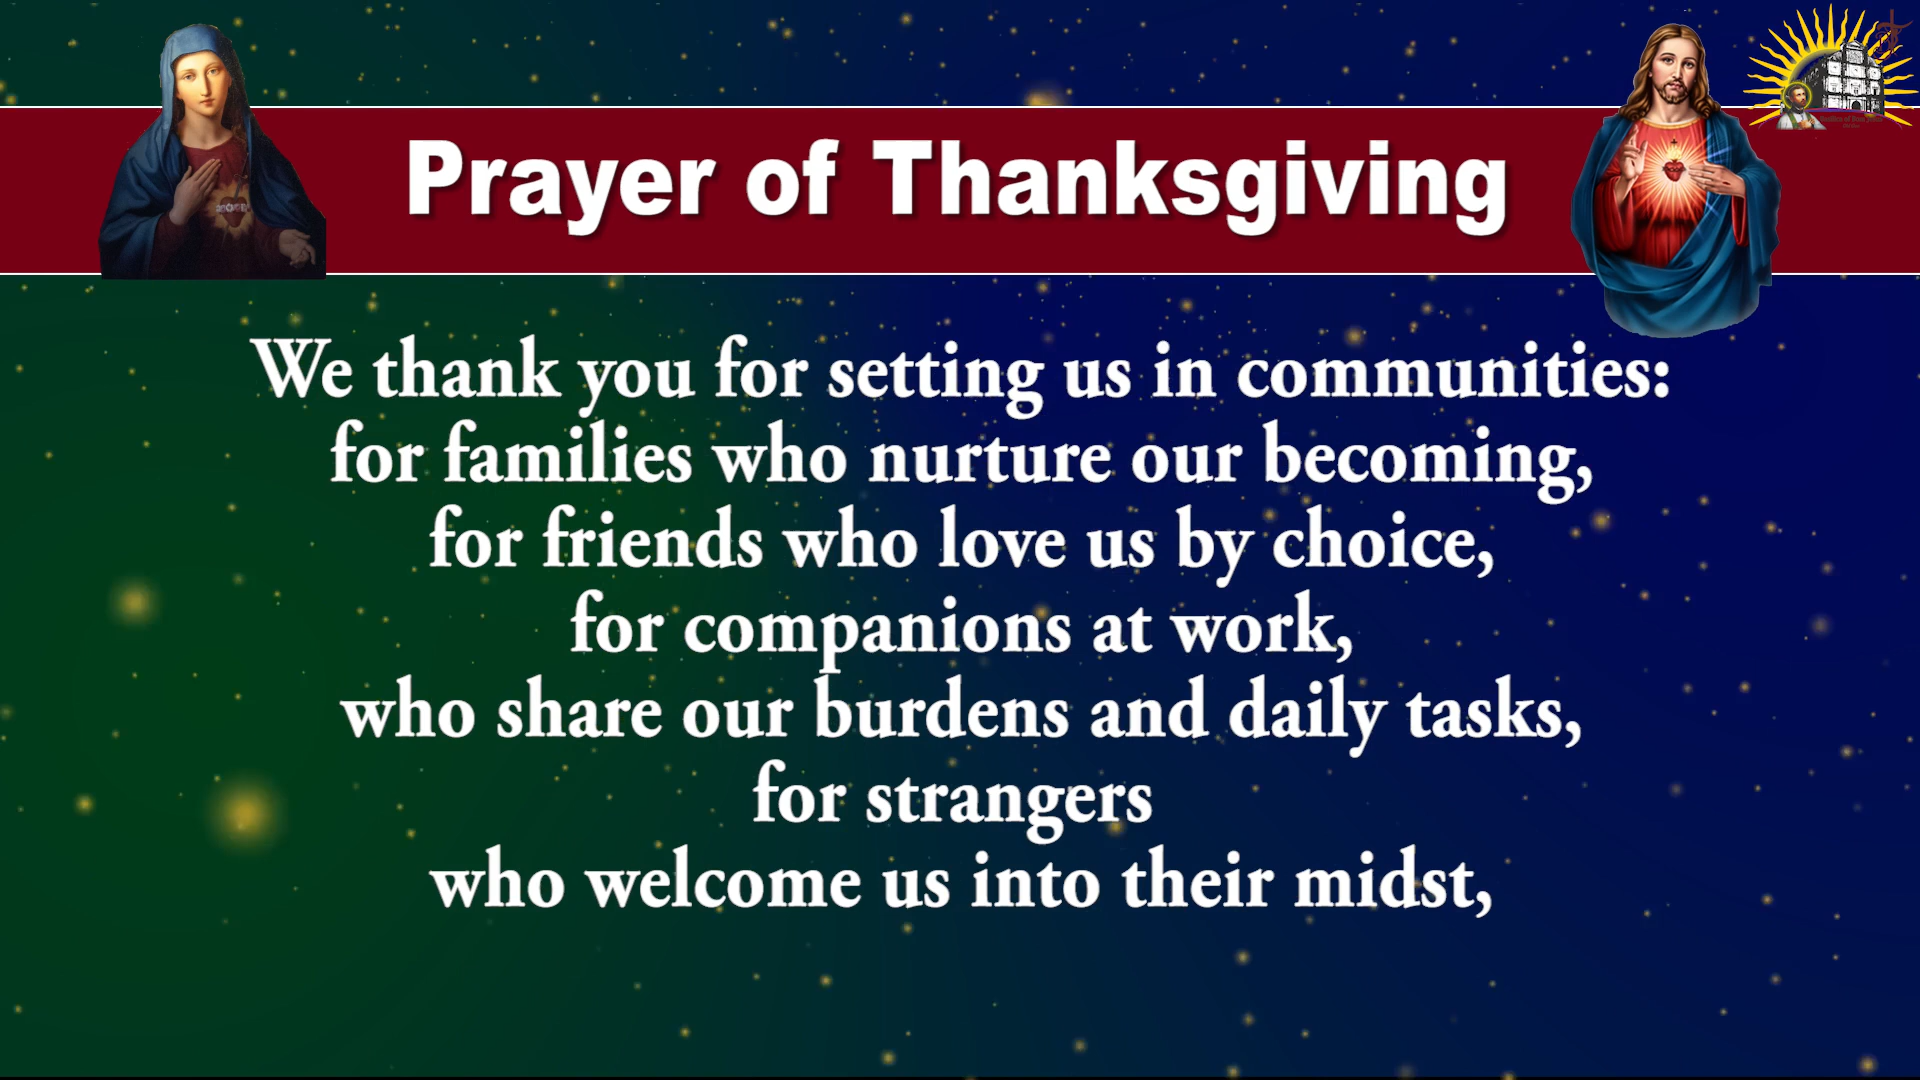 Prayer of Thanksgiving
We thank you for setting us in communities:
for families who nurture our becoming,
for friends who love us by choice,
for companions at work,
who share our burdens and daily tasks,
for strangers
who welcome us into their midst,